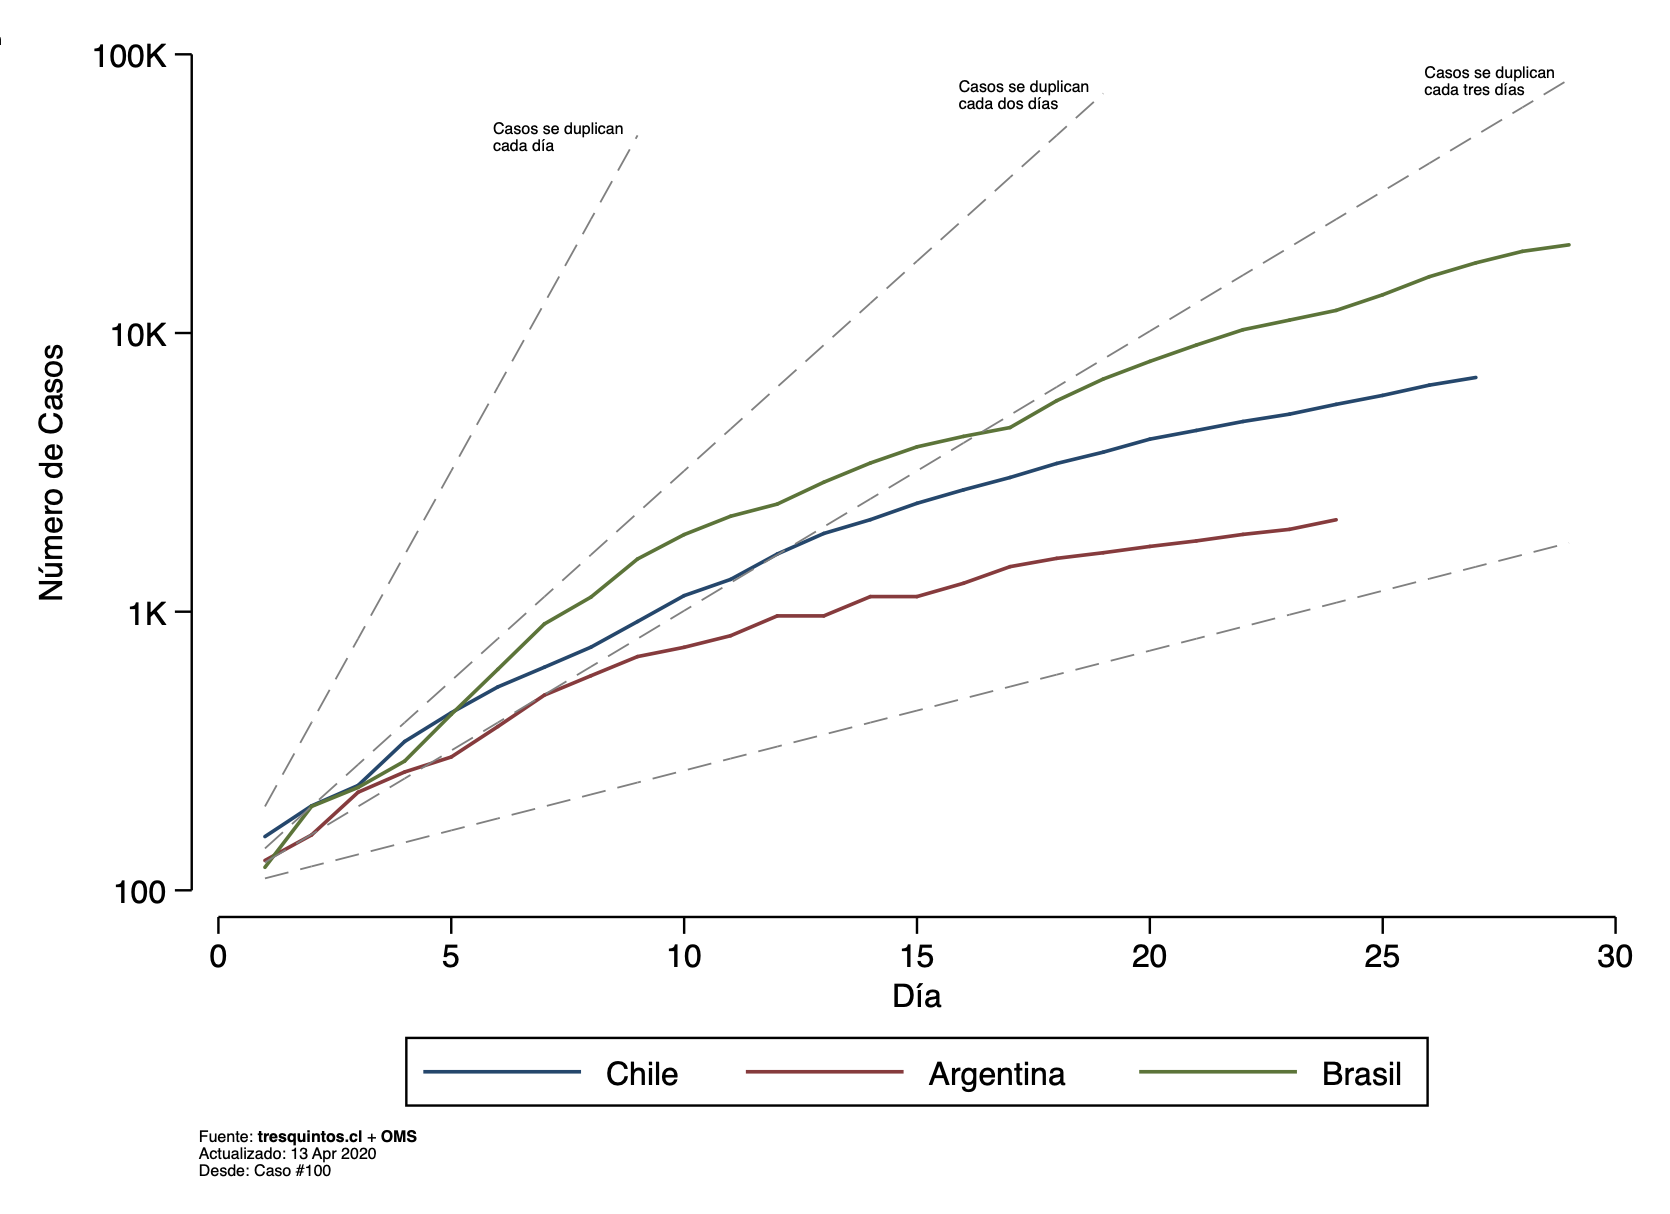 100K
10K
1K
100
Número de Casos
Casos se duplican
cada día
Casos se duplican
cada dos días
Casos se duplican
cada tres días
0 5 10 15 20 25 30
Día
Chile Argentina Brasil
Fuente: tresquintos.cl + OMS
Actualizado: 13 Apr 2020
Desde: Caso #100